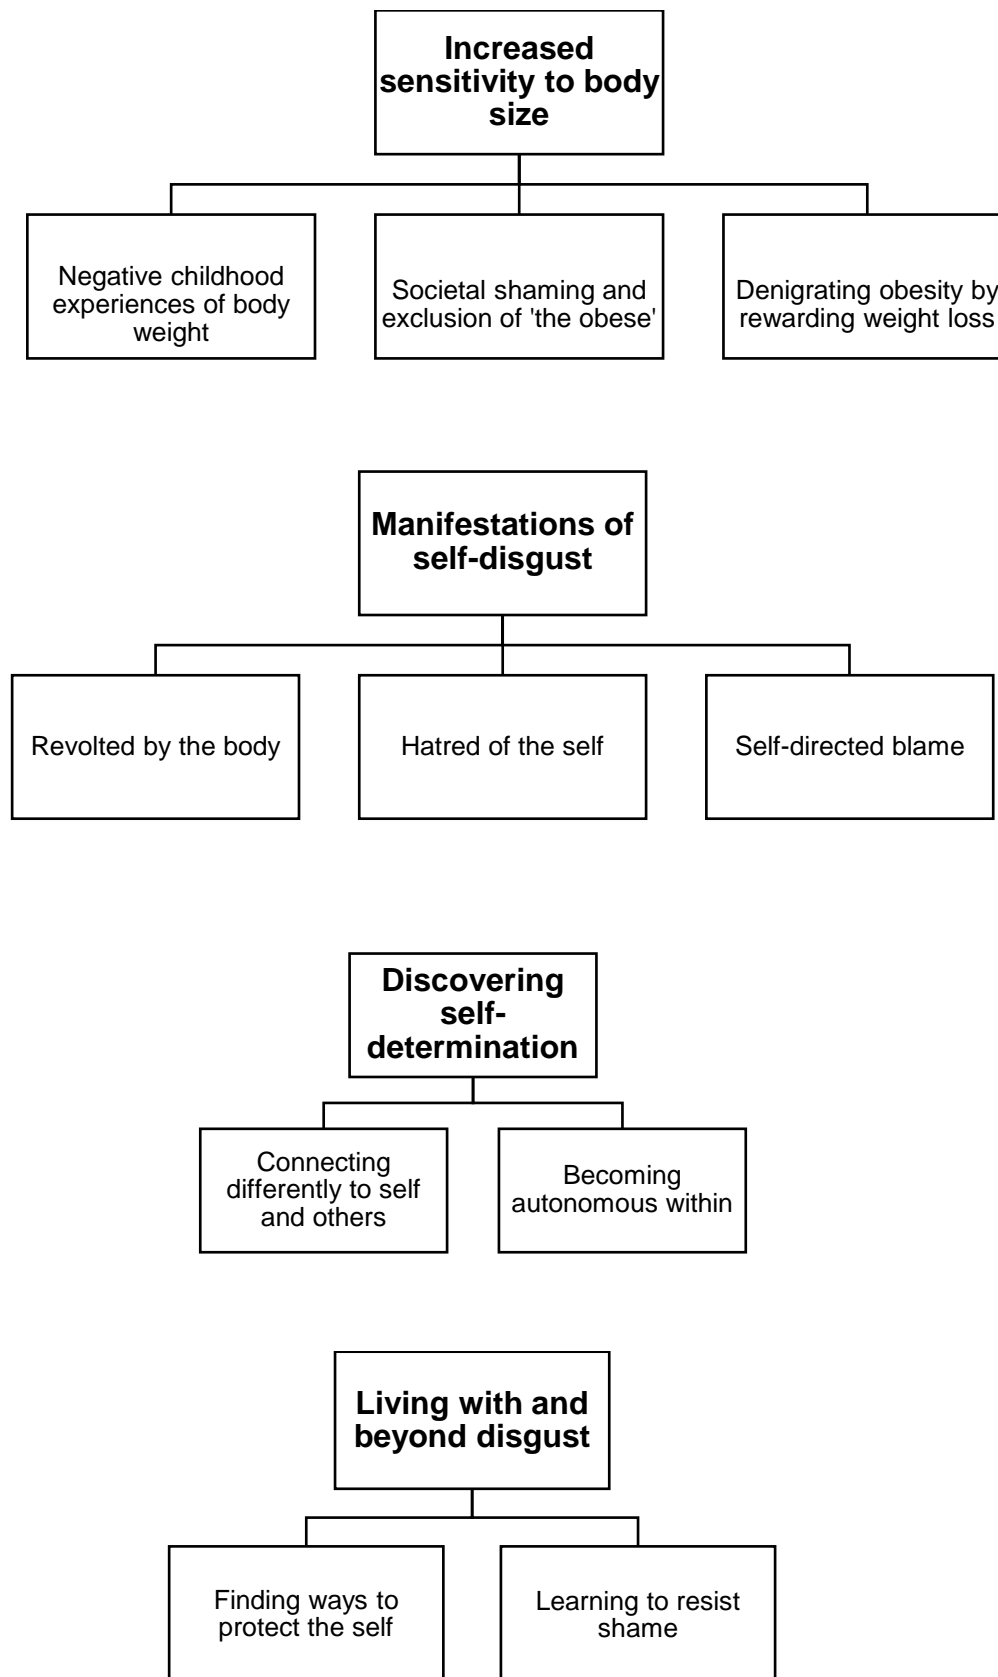 Increased
sensitivity to body
size
Negative childhood
experiences of body
weight
Societal shaming and
exclusion of 'the obese'
Denigrating obesity by
rewarding weight loss
Manifestations of
self-disgust
Revolted by the body
Hatred of the self
Self-directed blame
Discovering
self-
determination
Connecting
differently to self
and others
Becoming
autonomous within
Living with and
beyond disgust
Finding ways to
protect the self
Learning to resist
shame